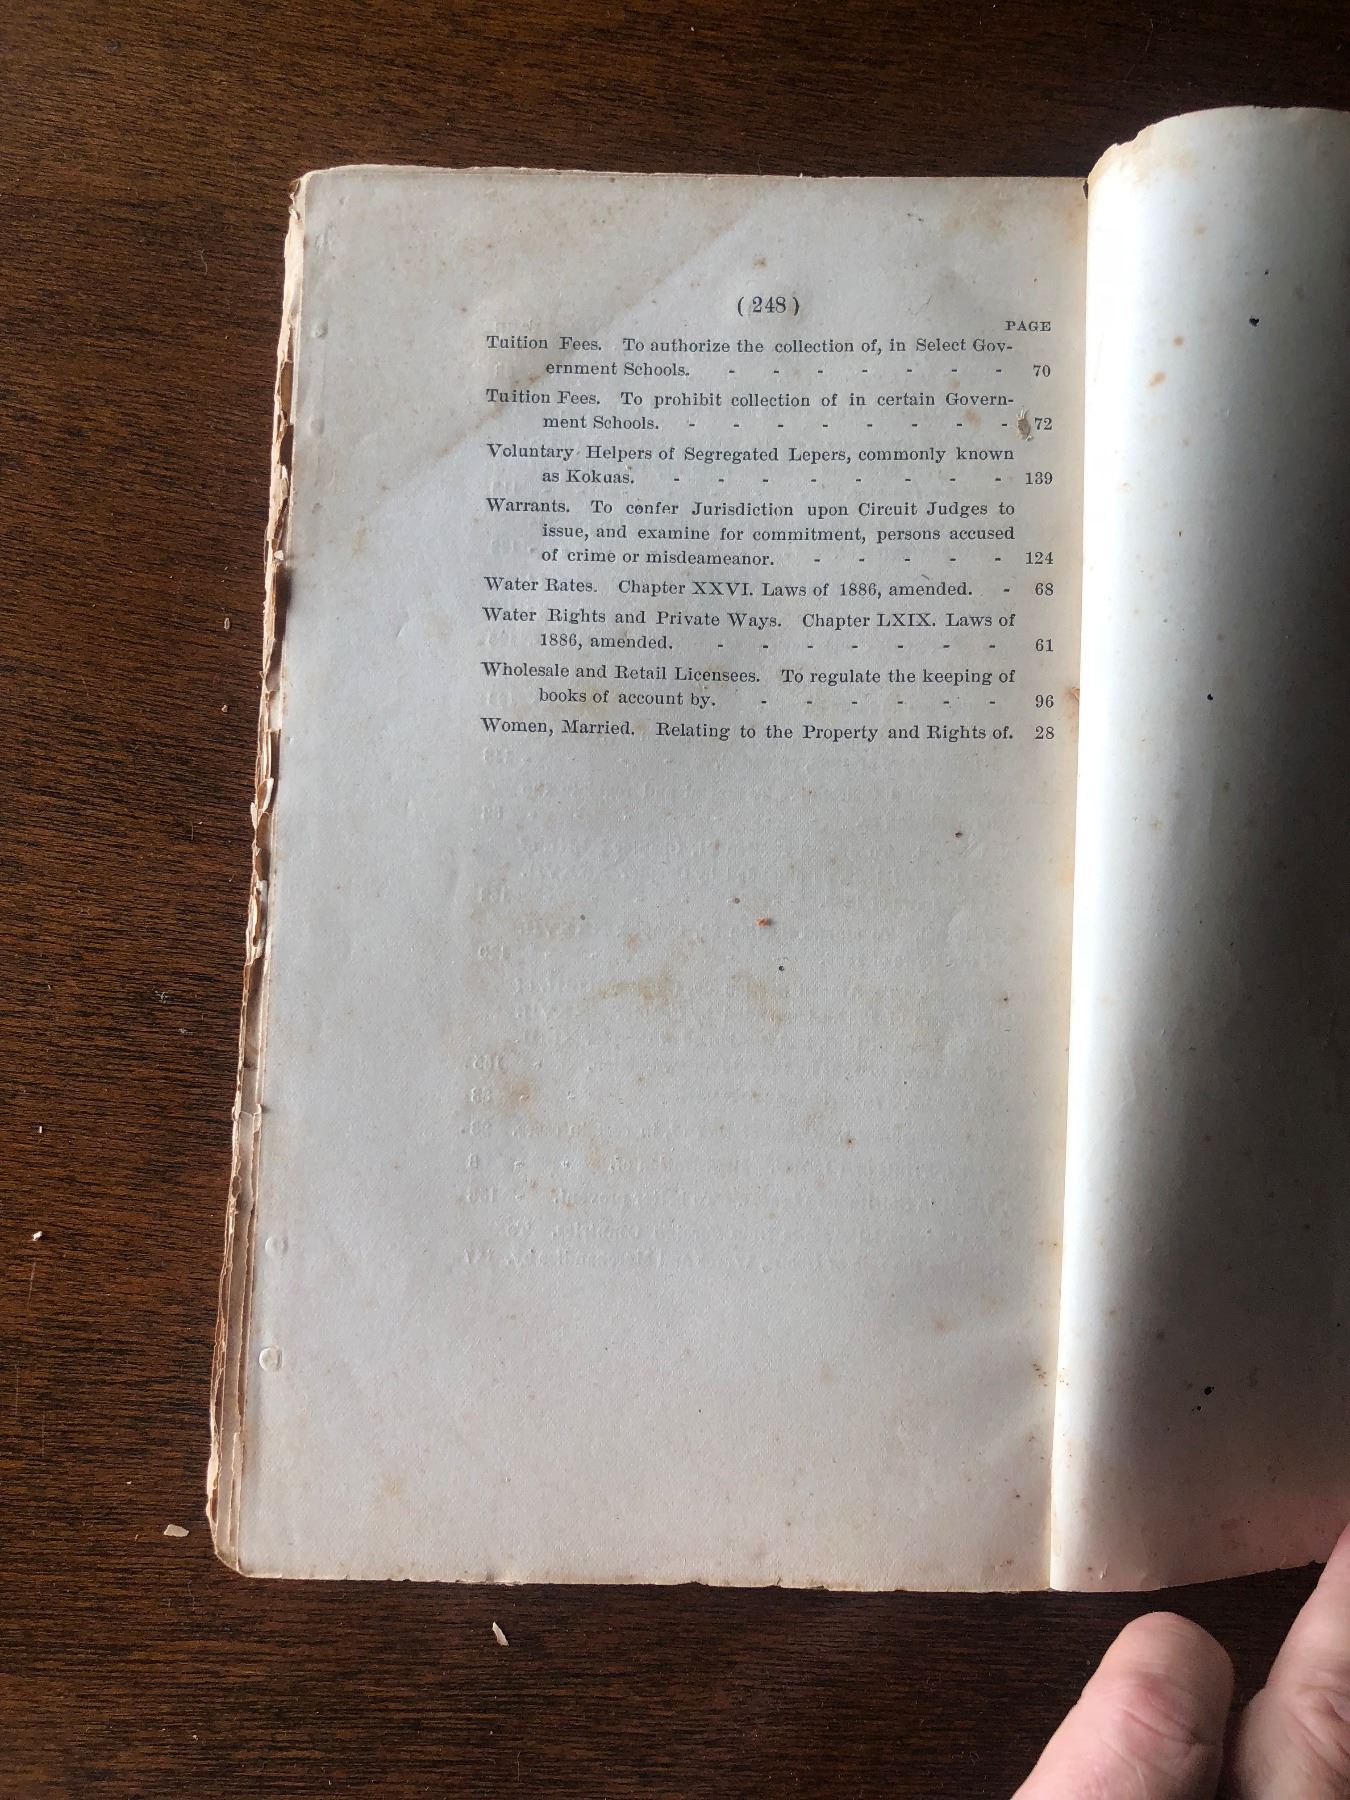 ( 248 )
PAGE
Tuition Fees. To authorize the collection of, in Select Gov-
ernment Schools. - - - - - - - 70
Tuition Fees. To prohibit collection of in certain Govern-
ment Schools. - - - - - - - - 72
Voluntary Helpers of Segregated Lepers, commonly known
as Kokuas. - - - - - - - - 139
Warrants. To confer Jurisdiction upon Circuit Judges to
issue, and examine for commitment, persons accused
of crime or misdeameanor. - - - - - 124
Water Rates. Chapter XXVI. Laws of 1886, amended. - 68
Water Rights and Private Ways. Chapter LXIX. Laws of
1886, amended. - - - - - - - 61
Wholesale and Retail Licensees. To regulate the keeping of
books of account by. - - - - - - 96
Women, Married. Relating to the Property and Rights of. 28